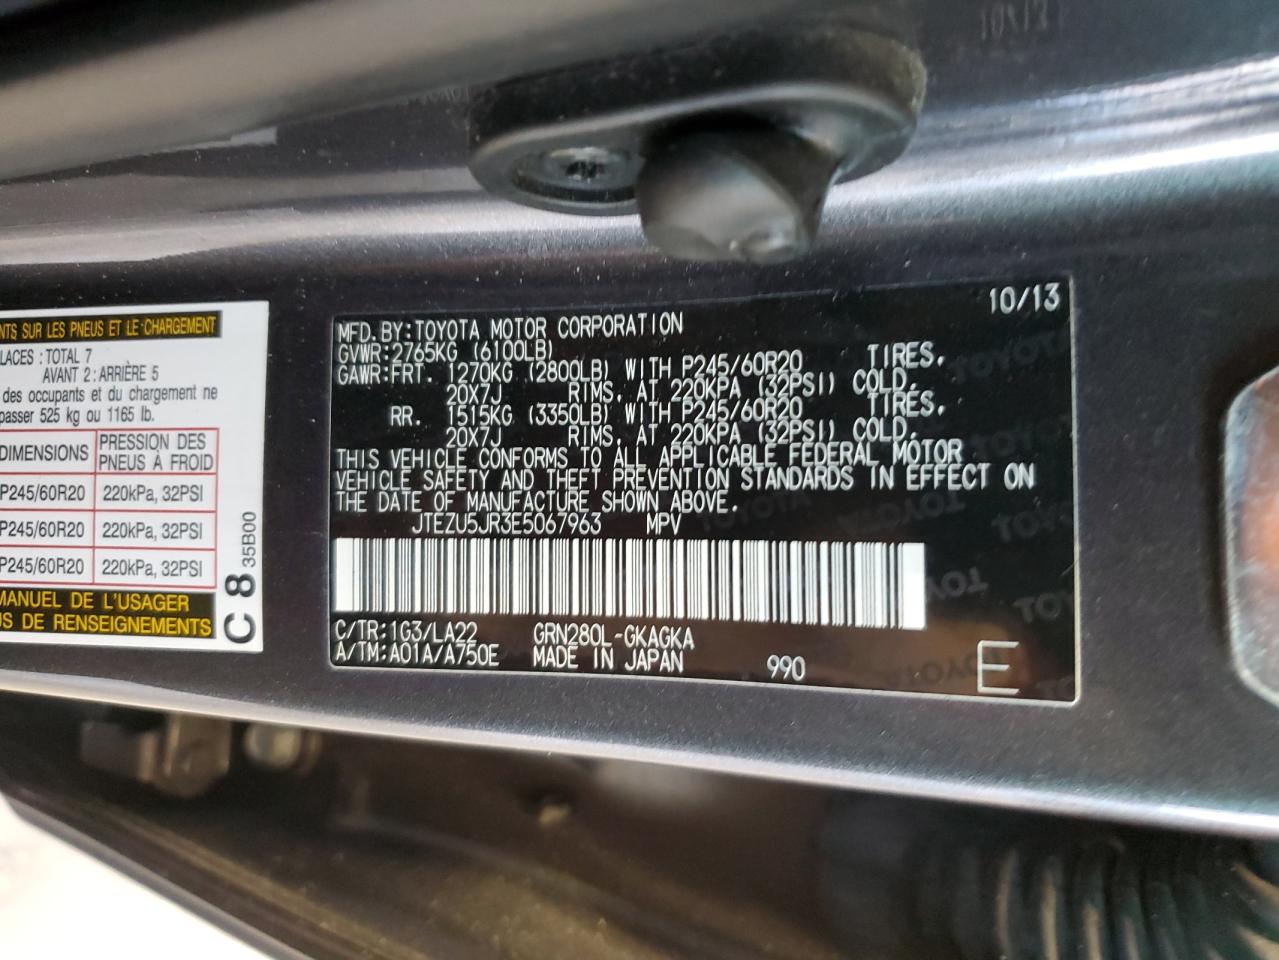 NTS SUR LES PNEUS ET LE CHARGEMENT
LACES : TOTAL 7
AVANT 2 : ARRIÈRE 5
des occupants et du chargement ne
passer 525 kg ou 1165 lb.
DIMENSIONS PRESSION DES PNEUS À FROID
P245/60R20 220kPa, 32PSI
P245/60R20 220kPa, 32PSI
P245/60R20 220kPa, 32PSI
MANUEL DE L'USAGER
US DE RENSEIGNEMENTS
C 8 35B00
10/13
MFD.BY:TOYOTA MOTOR CORPORATION
GVWR:2765KG (6100LB)
GAWR:FRT. 1270KG (2800LB) WITH P245/60R20 TIRES,
20X7J RIMS, AT 220KPA (32PSI) COLD.
RR. 1515KG (3350LB) WITH P245/60R20 TIRES,
20X7J RIMS, AT 220KPA (32PSI) COLD.
THIS VEHICLE CONFORMS TO ALL APPLICABLE FEDERAL MOTOR
VEHICLE SAFETY AND THEFT PREVENTION STANDARDS IN EFFECT ON
THE DATE OF MANUFACTURE SHOWN ABOVE.
JTEZU5JR3E5067963 MPV
C/TR:1G3/LA22 GRN280L-GKAGKA
A/TM:A01A/A750E MADE IN JAPAN 990 E